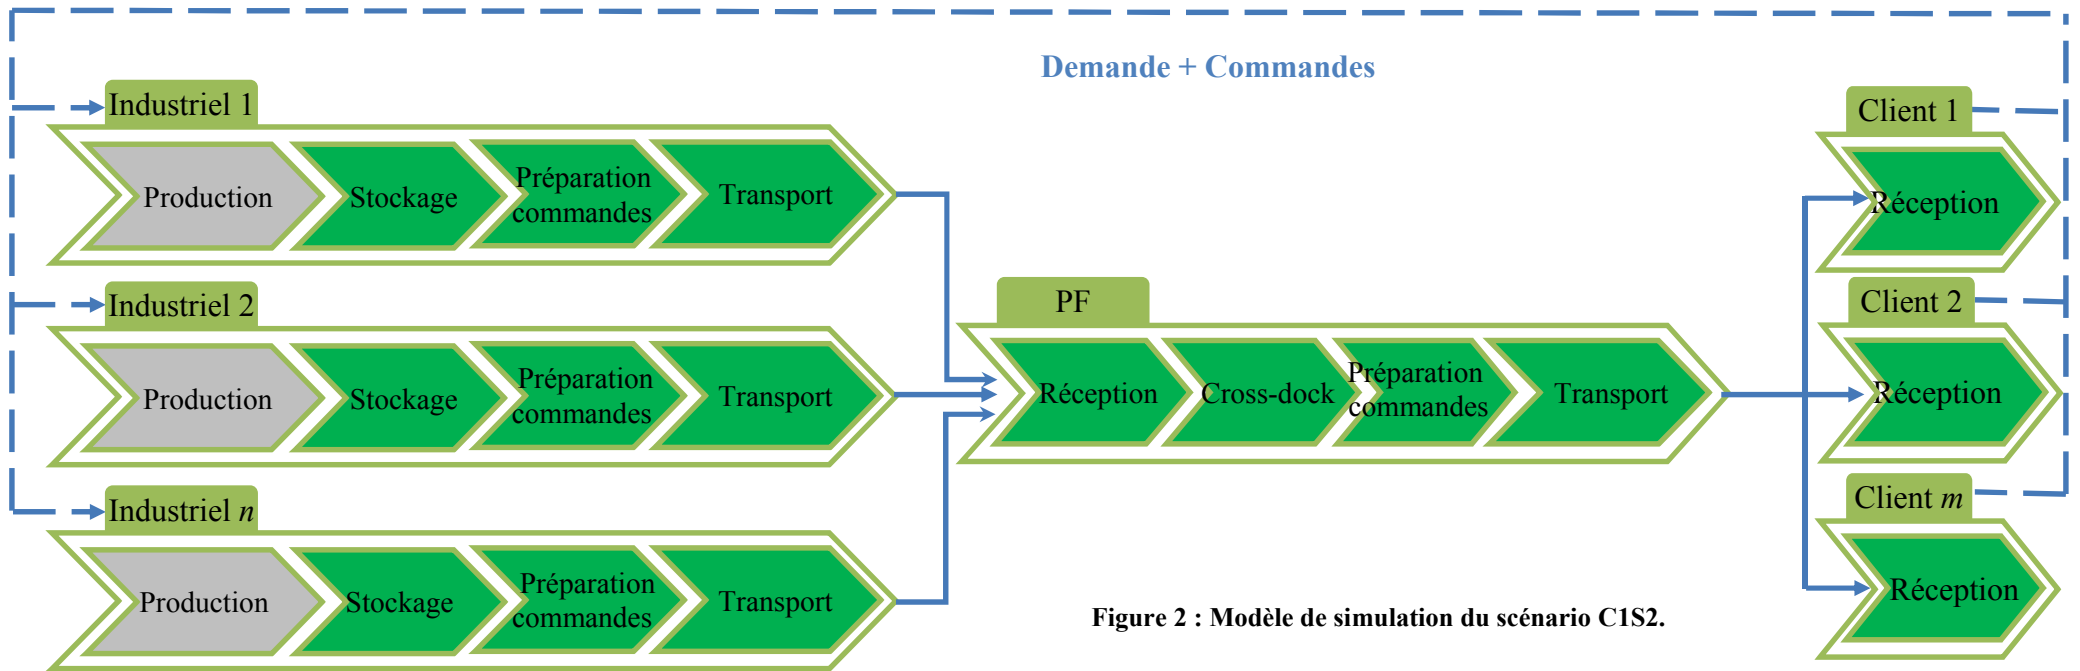 Demande + Commandes
Industriel 1
Production
Stockage
Préparation
commandes
Transport
Industriel 2
Production
Stockage
Préparation
commandes
Transport
Industriel n
Production
Stockage
Préparation
commandes
Transport
PF
Réception
Cross-dock
Préparation
commandes
Transport
Client 1
Réception
Client 2
Réception
Client m
Réception
Figure 2 : Modèle de simulation du scénario C1S2.